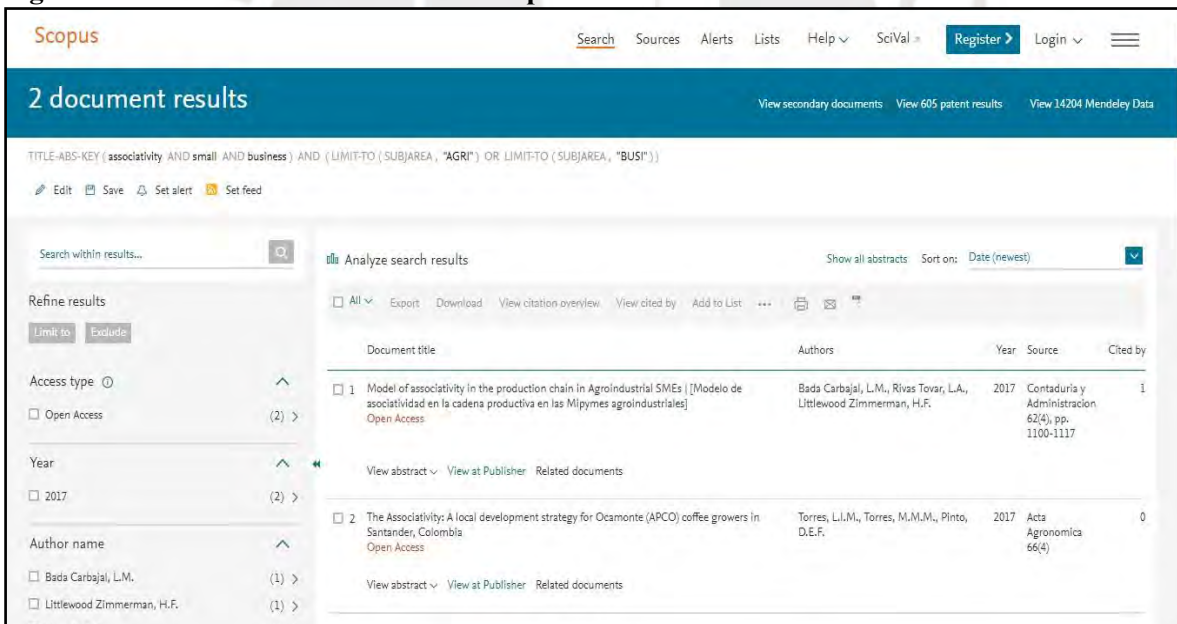 Scopus
Search Sources Alerts Lists Help SciVal Register Login
2 document results
View secondary documents View 605 patent results View 14204 Mendeley Data
TITLE-ABS-KEY ( associativity AND small AND business ) AND ( LIMIT-TO ( SUBJAREA , "AGRI" ) OR LIMIT-TO ( SUBJAREA , "BUSI" ) )
Edit Save Set alert Set feed
Search within results...
Refine results
Limit to Exclude
Access type
Open Access (2)
Year
2017 (2)
Author name
Bada Carbajal, L.M. (1)
Littlewood Zimmerman, H.F. (1)
Analyze search results
Show all abstracts Sort on: Date (newest)
All Export Download View citation overview View cited by Add to List ...
Document title Authors Year Source Cited by
1 Model of associativity in the production chain in Agroindustrial SMEs | [Modelo de Bada Carbajal, L.M., Rivas Tovar, L.A., 2017 Contaduria y 1
asociatividad en la cadena productiva en las Mipymes agroindustriales] Littlewood Zimmerman, H.F. Administracion
Open Access 62(4), pp.
1100-1117
View abstract View at Publisher Related documents
2 The Associativity: A local development strategy for Ocamonte (APCO) coffee growers in Torres, L.I.M., Torres, M.M.M., Pinto, 2017 Acta 0
Santander, Colombia D.E.F. Agronomica
Open Access 66(4)
View abstract View at Publisher Related documents